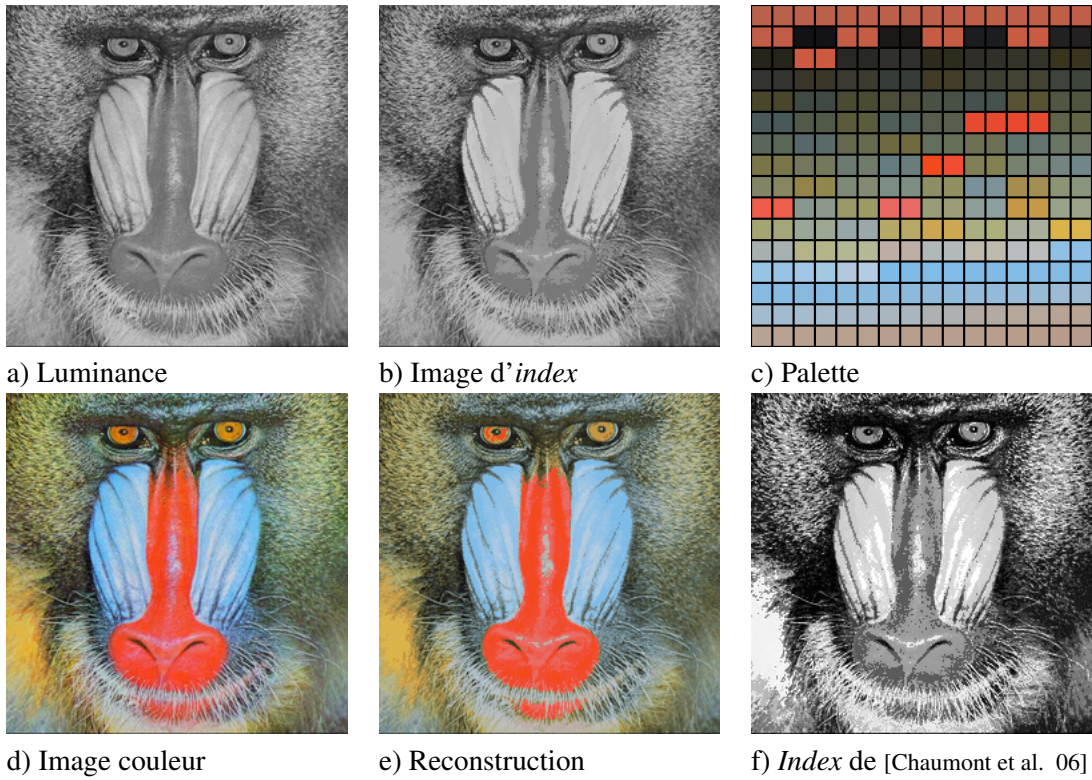 a) Luminance
b) Image d'index
c) Palette
d) Image couleur
e) Reconstruction
f) Index de [Chaumont et al. 06]